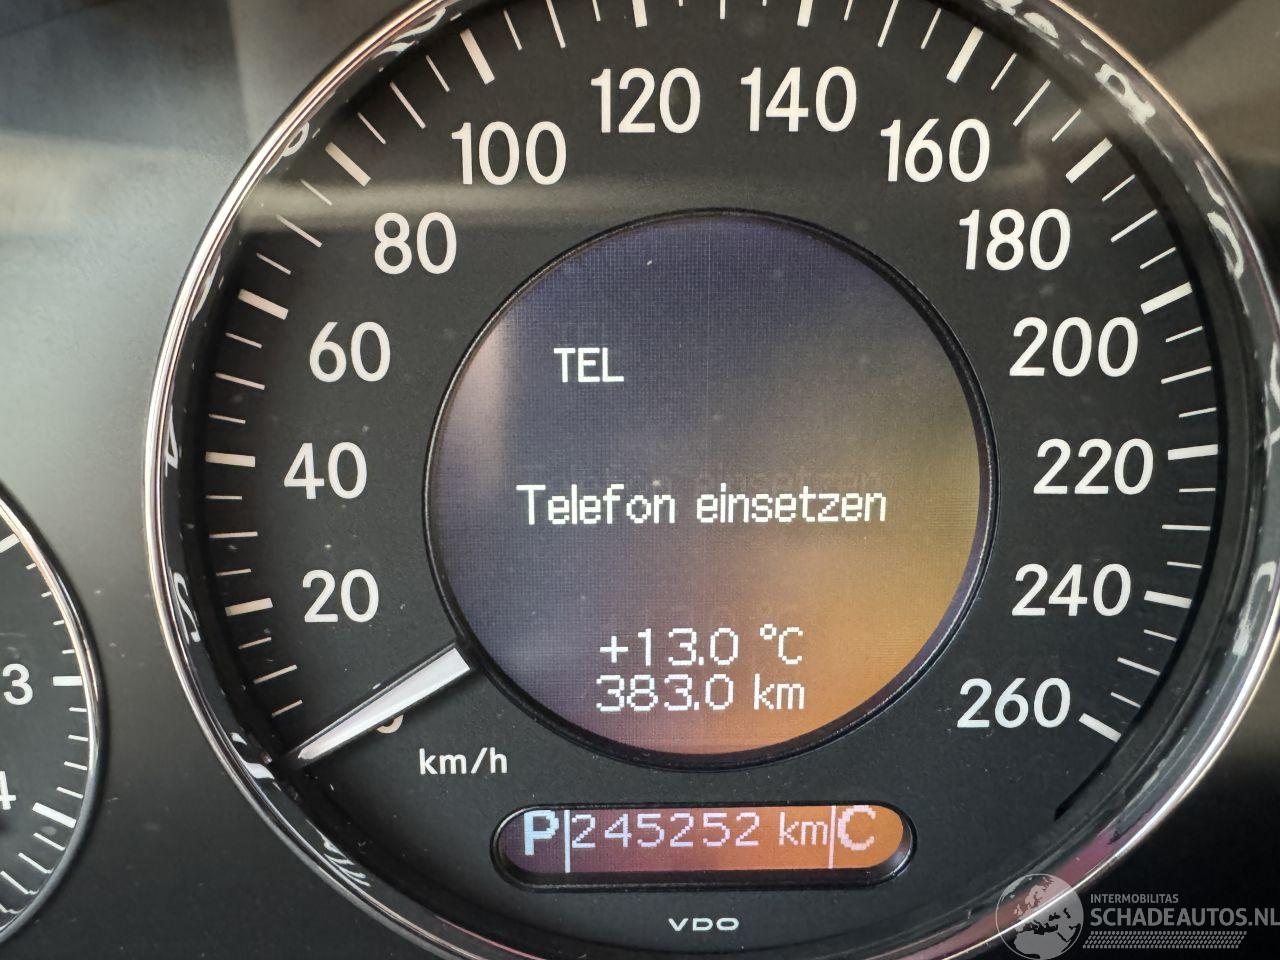 120 140
100 160
80 180
60 200
TEL
40 220
Telefon einsetzen
20 240
+13.0 °C
383.0 km
3
260
0
km/h
4
P 245252 km C
VDO
INTERMOBILITAS
SCHADEAUTOS.NL